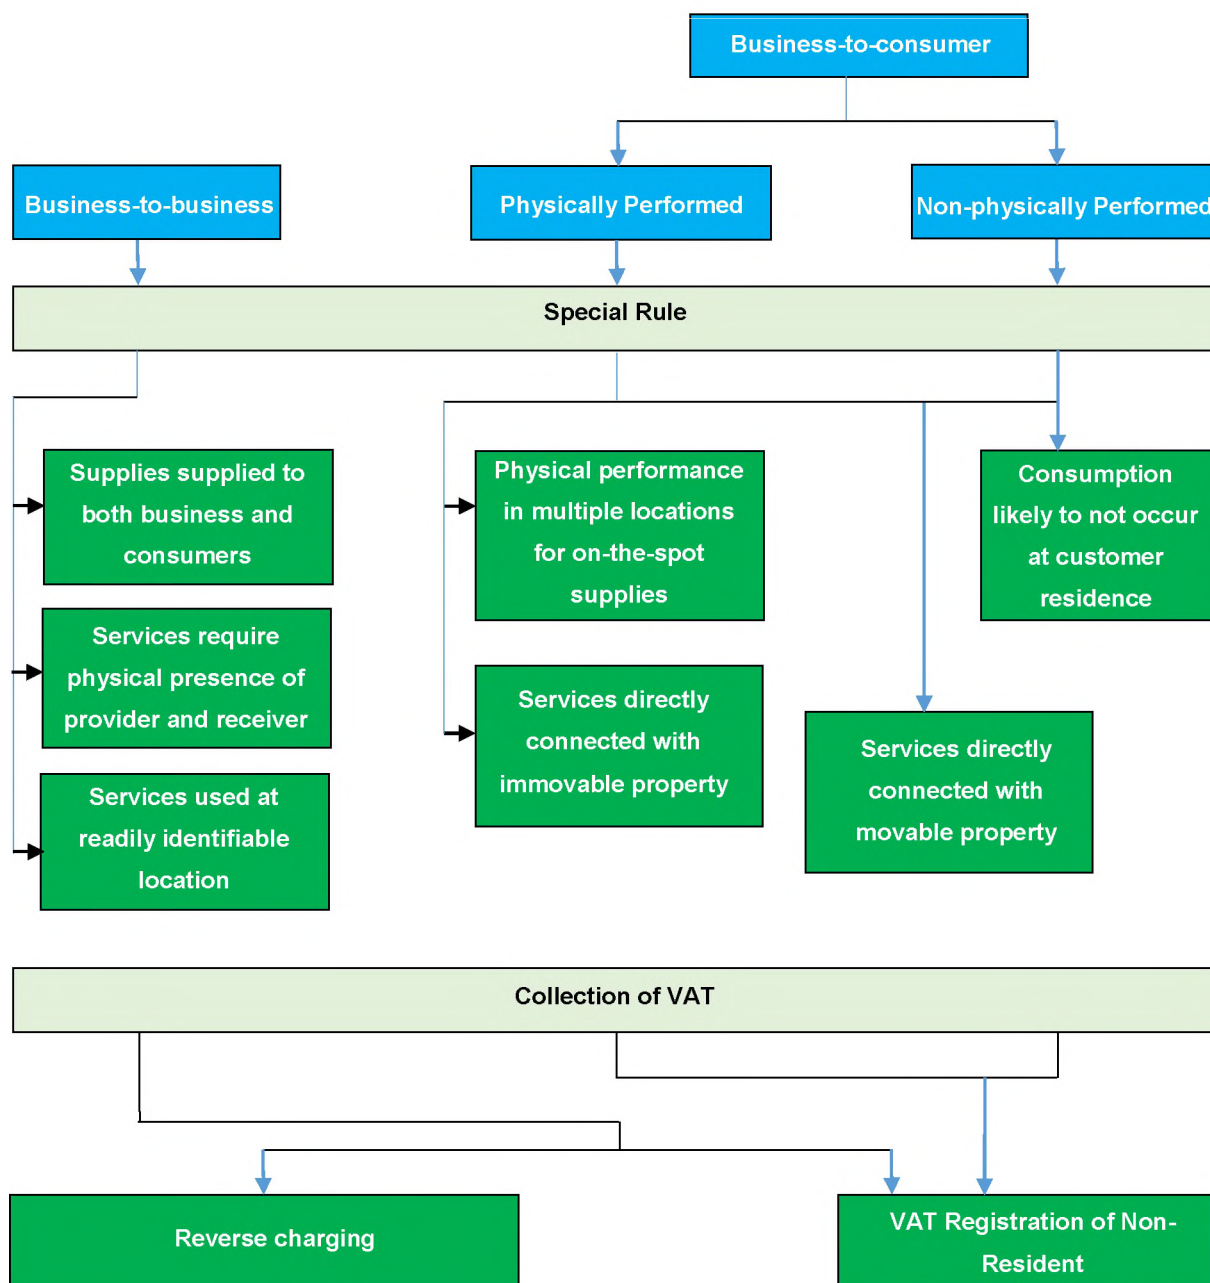 Business-to-consumer
Business-to-business
Physically Performed
Non-physically Performed
Special Rule
Supplies supplied to
both business and
consumers
Services require
physical presence of
provider and receiver
Services used at
readily identifiable
location
Physical performance
in multiple locations
for on-the-spot
supplies
Services directly
connected with
immovable property
Services directly
connected with
movable property
Consumption
likely to not occur
at customer
residence
Collection of VAT
Reverse charging
VAT Registration of Non-
Resident